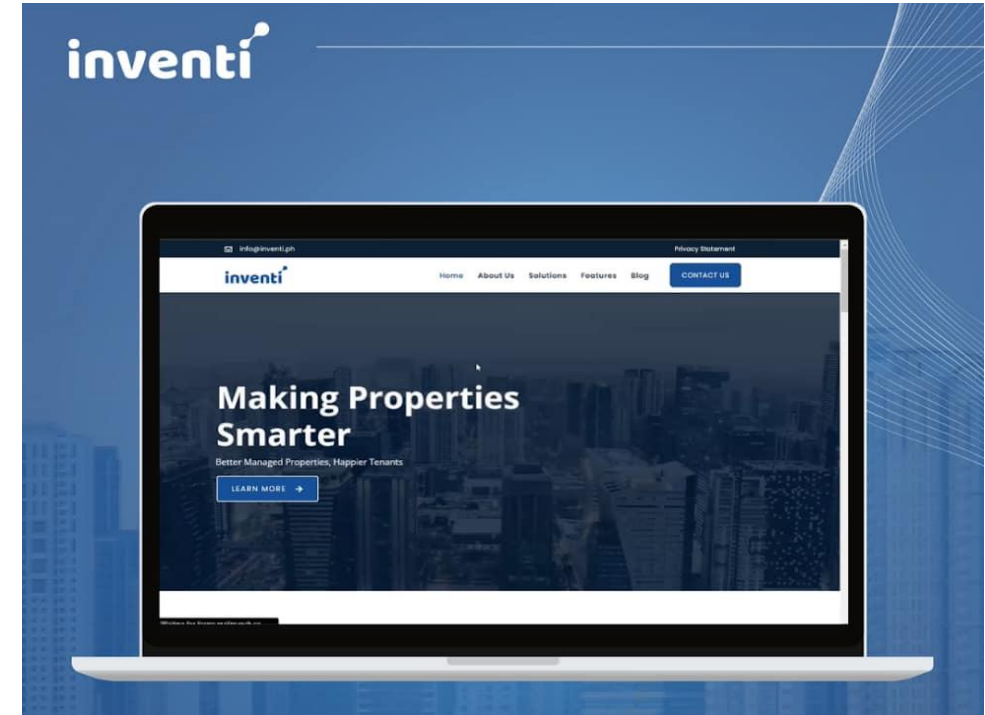 inventi
info@inventi.ph
Privacy Statement
inventi
Home About Us Solutions Features Blog CONTACT US
Making Properties
Smarter
Better Managed Properties, Happier Tenants
LEARN MORE →